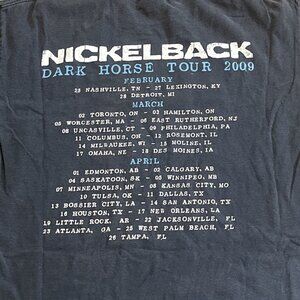 NICKELBACK
DARK HORSE TOUR 2009
FEBRUARY
25 NASHVILLE, TN - 27 LEXINGTON, KY
28 DETROIT, MI
MARCH
02 TORONTO, ON - 03 HAMILTON, ON
05 WORCESTER, MA - 06 EAST RUTHERFORD, NJ
08 UNCASVILLE, CT - 09 PHILADELPHIA, PA
11 COLUMBUS, OH - 12 ROSEMONT, IL
14 MILWAUKEE, WI - 15 MOLINE, IL
17 OMAHA, NE - 18 DES MOINES, IA
APRIL
01 EDMONTON, AB - 02 CALGARY, AB
04 SASKATOON, SK - 05 WINNIPEG, MB
07 MINNEAPOLIS, MN - 08 KANSAS CITY, MO
10 TULSA, OK - 11 DALLAS, TX
13 BOSSIER CITY, LA - 14 SAN ANTONIO, TX
16 HOUSTON, TX - 17 NEW ORLEANS, LA
19 LITTLE ROCK, AR - 22 JACKSONVILLE, FL
23 ATLANTA, GA - 25 WEST PALM BEACH, FL
26 TAMPA, FL